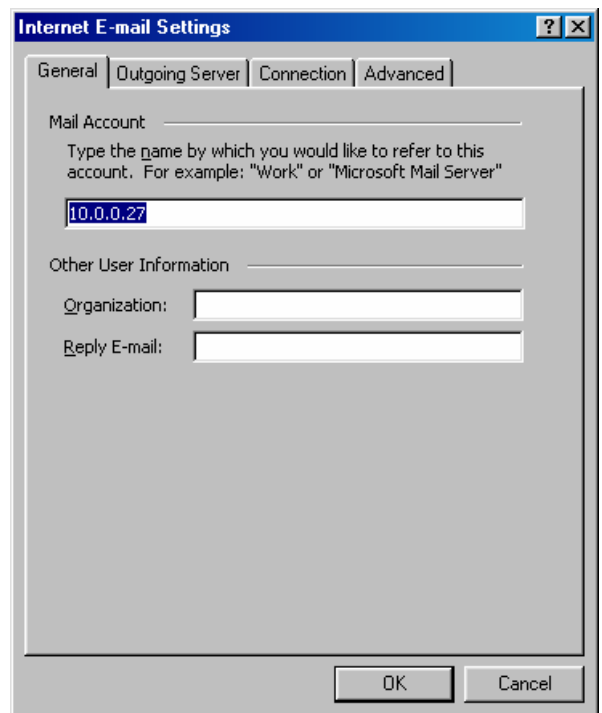 Internet E-mail Settings
General Outgoing Server Connection Advanced
Mail Account
Type the name by which you would like to refer to this
account. For example: "Work" or "Microsoft Mail Server"
10.0.0.27
Other User Information
Organization:
Reply E-mail:
OK Cancel